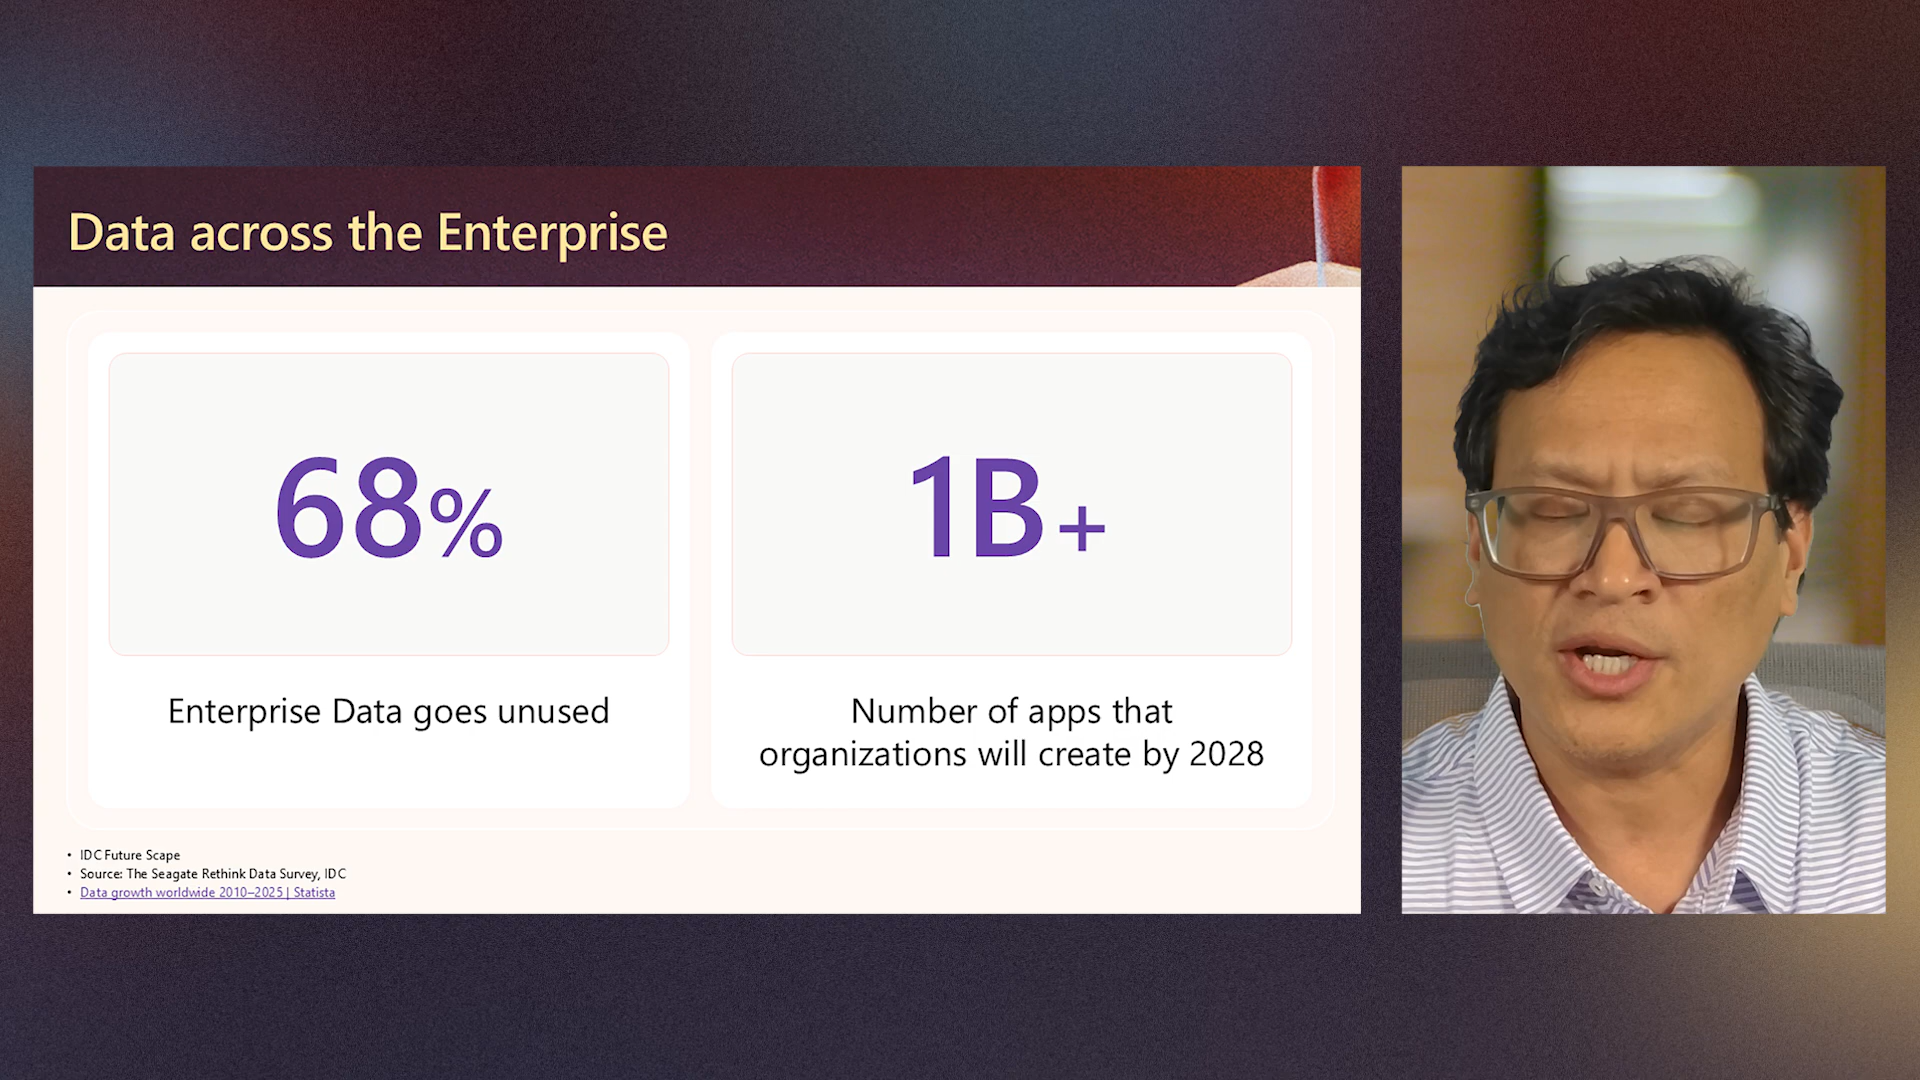 Data across the Enterprise
68%
Enterprise Data goes unused
1B+
Number of apps that
organizations will create by 2028
• IDC Future Scape
• Source: The Seagate Rethink Data Survey, IDC
• Data growth worldwide 2010–2025 | Statista